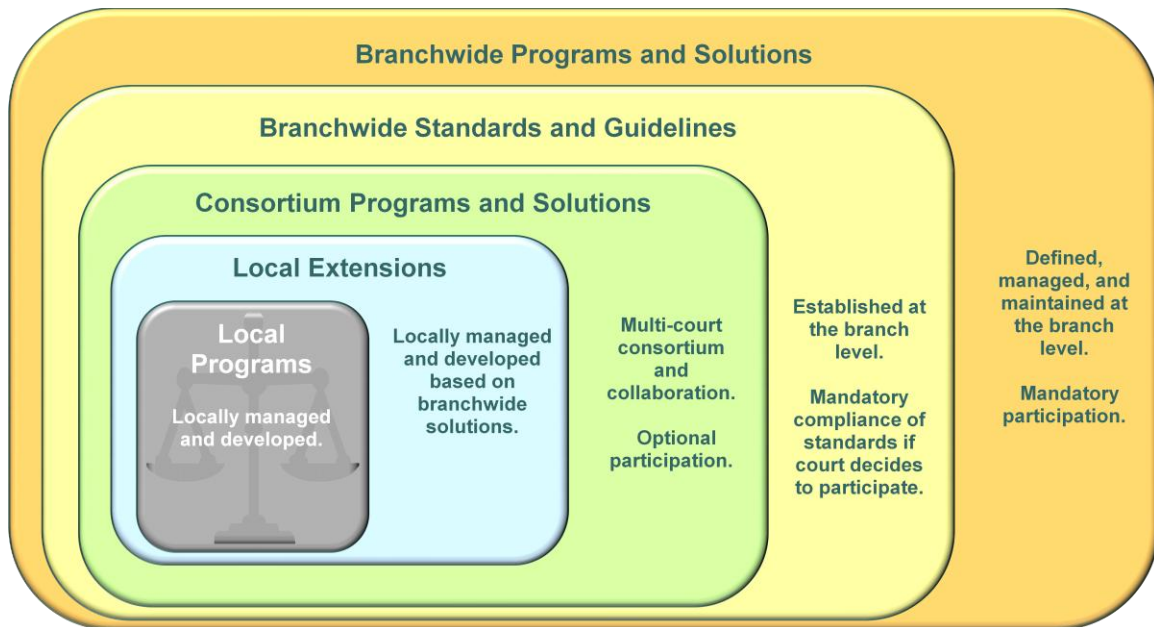 Branchwide Programs and Solutions
Branchwide Standards and Guidelines
Consortium Programs and Solutions
Local Extensions
Local
Programs
Locally managed
and developed.
Locally managed
and developed
based on
branchwide
solutions.
Multi-court
consortium
and
collaboration.
Optional
participation.
Established at
the branch
level.
Mandatory
compliance of
standards if
court decides
to participate.
Defined,
managed, and
maintained at
the branch
level.
Mandatory
participation.